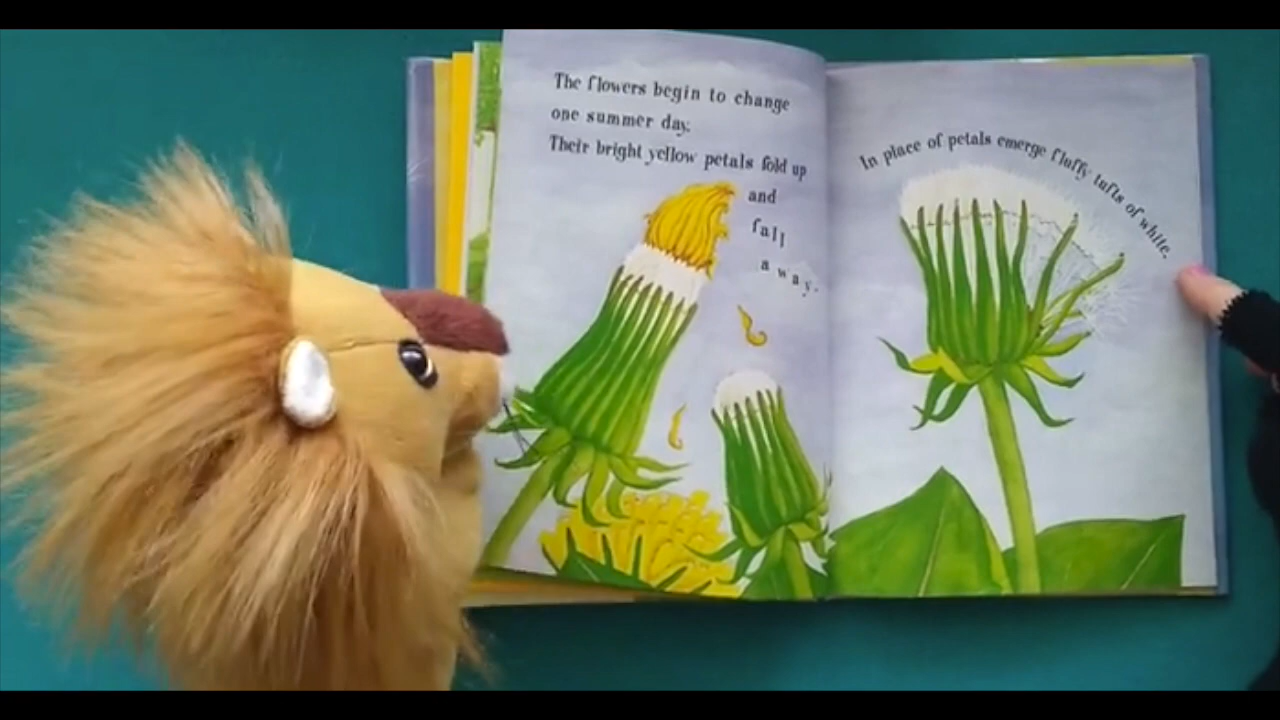 The flowers begin to change
one summer day.
Their bright yellow petals fold up
and
fall
away.
In place of petals emerge fluffy tufts of white.